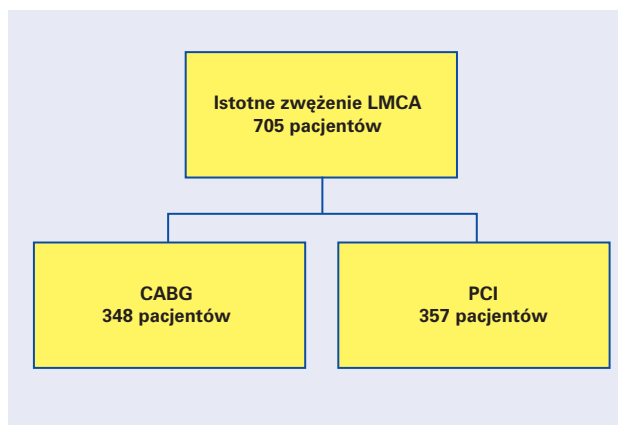 Istotne zwężenie LMCA
705 pacjentów
CABG
348 pacjentów
PCI
357 pacjentów